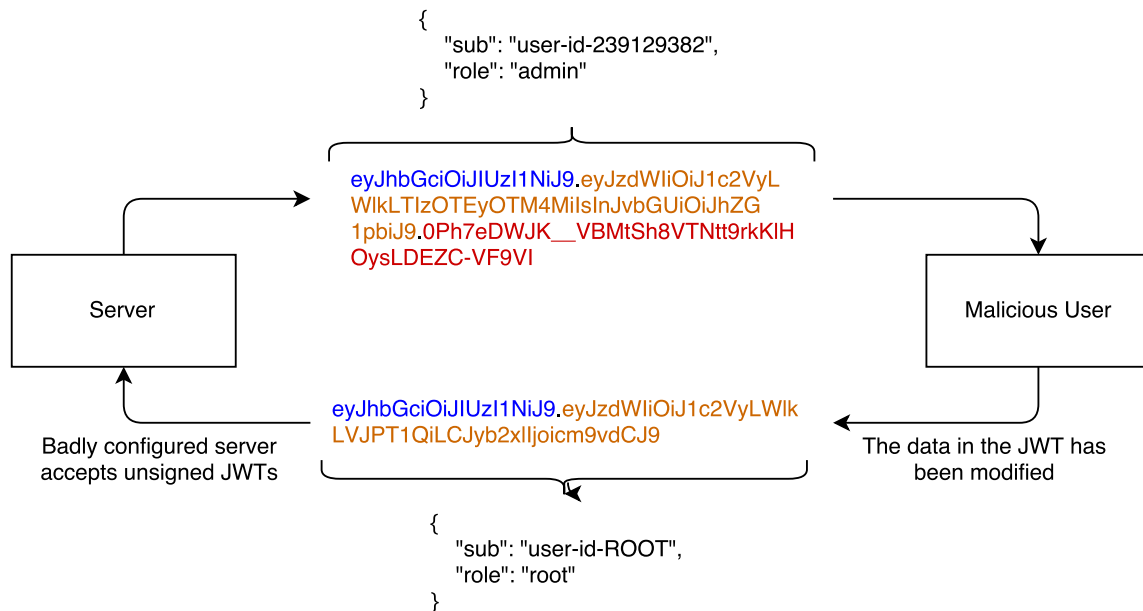 {
"sub": "user-id-239129382",
"role": "admin"
}
eyJhbGciOiJIUzI1NiJ9.eyJzdWIiOiJ1c2VyL
WlkLTIzOTEyOTM4MiIsInJvbGUiOiJhZG
1pbiJ9.0Ph7eDWJK__VBMtSh8VTNtt9rkKlH
OysLDEZC-VF9VI
Server
Malicious User
eyJhbGciOiJIUzI1NiJ9.eyJzdWIiOiJ1c2VyLWlk
LVJPT1QiLCJyb2xlIjoicm9vdCJ9
Badly configured server
accepts unsigned JWTs
The data in the JWT has
been modified
{
"sub": "user-id-ROOT",
"role": "root"
}